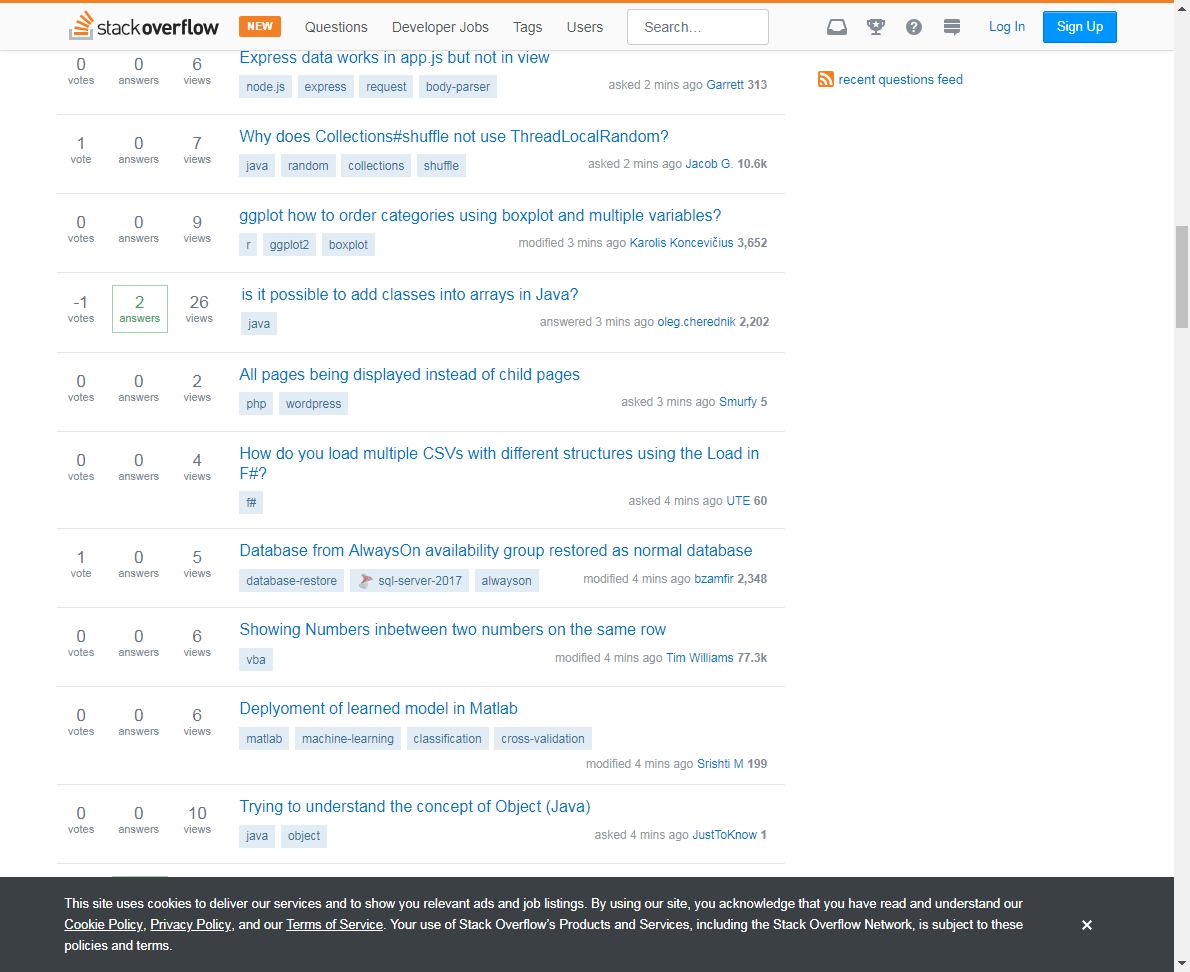 stackoverflow NEW Questions Developer Jobs Tags Users Search... Log In Sign Up
0 votes 0 answers 6 views Express data works in app.js but not in view
node.js express request body-parser asked 2 mins ago Garrett 313
recent questions feed
1 vote 0 answers 7 views Why does Collections#shuffle not use ThreadLocalRandom?
java random collections shuffle asked 2 mins ago Jacob G. 10.6k
0 votes 0 answers 9 views ggplot how to order categories using boxplot and multiple variables?
r ggplot2 boxplot modified 3 mins ago Karolis Koncevičius 3,652
-1 votes 2 answers 26 views is it possible to add classes into arrays in Java?
java answered 3 mins ago oleg.cherednik 2,202
0 votes 0 answers 2 views All pages being displayed instead of child pages
php wordpress asked 3 mins ago Smurfy 5
0 votes 0 answers 4 views How do you load multiple CSVs with different structures using the Load in
F#?
f# asked 4 mins ago UTE 60
1 vote 0 answers 5 views Database from AlwaysOn availability group restored as normal database
database-restore sql-server-2017 alwayson modified 4 mins ago bzamfir 2,348
0 votes 0 answers 6 views Showing Numbers inbetween two numbers on the same row
vba modified 4 mins ago Tim Williams 77.3k
0 votes 0 answers 6 views Deplyoment of learned model in Matlab
matlab machine-learning classification cross-validation
modified 4 mins ago Srishti M 199
0 votes 0 answers 10 views Trying to understand the concept of Object (Java)
java object asked 4 mins ago JustToKnow 1
This site uses cookies to deliver our services and to show you relevant ads and job listings. By using our site, you acknowledge that you have read and understand our
Cookie Policy, Privacy Policy, and our Terms of Service. Your use of Stack Overflow's Products and Services, including the Stack Overflow Network, is subject to these
policies and terms.